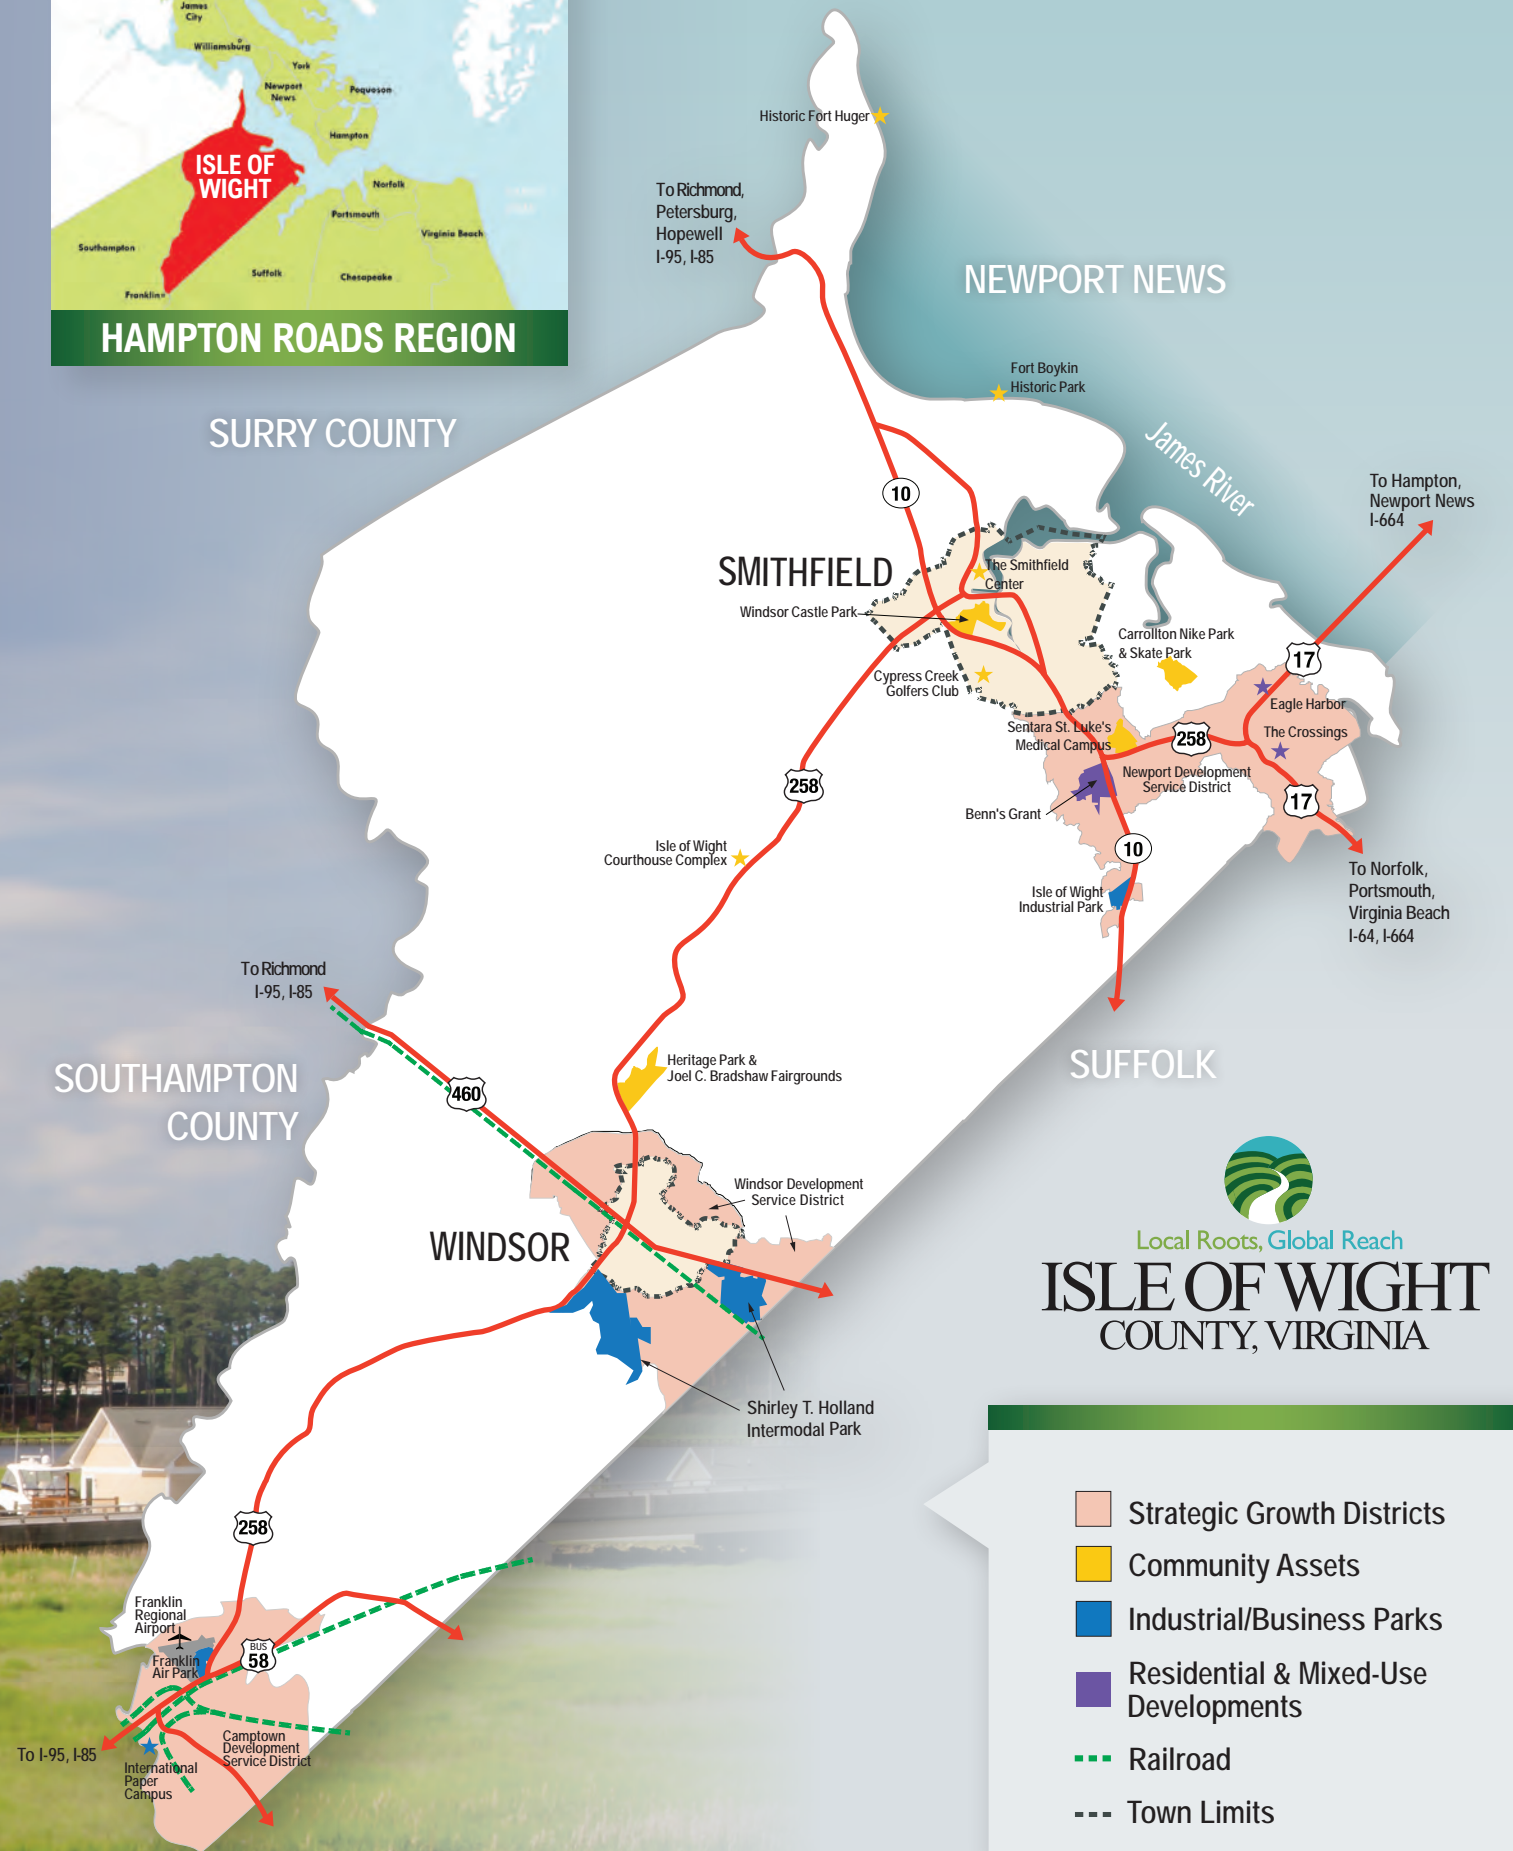 James
City
Williamsburg
York
Newport
News
Poquoson
Hampton
ISLE OF
WIGHT
Norfolk
Portsmouth
Virginia Beach
Southampton
Suffolk
Chesapeake
Franklin
HAMPTON ROADS REGION
Historic Fort Huger
To Richmond,
Petersburg,
Hopewell
I-95, I-85
NEWPORT NEWS
Fort Boykin
Historic Park
SURRY COUNTY
James River
To Hampton,
Newport News
I-664
10
SMITHFIELD
The Smithfield
Center
Windsor Castle Park
Carrollton Nike Park
& Skate Park
17
Cypress Creek
Golfers Club
Eagle Harbor
Sentara St. Luke's
Medical Campus
258
The Crossings
Newport Development
Service District
258
17
Benn's Grant
10
Isle of Wight
Courthouse Complex
To Norfolk,
Portsmouth,
Virginia Beach
I-64, I-664
Isle of Wight
Industrial Park
To Richmond
I-95, I-85
SOUTHAMPTON
COUNTY
460
Heritage Park &
Joel C. Bradshaw Fairgrounds
SUFFOLK
Windsor Development
Service District
WINDSOR
Local Roots, Global Reach
ISLE OF WIGHT
COUNTY, VIRGINIA
Shirley T. Holland
Intermodal Park
258
Franklin
Regional
Airport
BUS
58
Franklin
Air Park
To I-95, I-85
International
Paper
Campus
Camptown
Development
Service District
Strategic Growth Districts
Community Assets
Industrial/Business Parks
Residential & Mixed-Use
Developments
Railroad
Town Limits